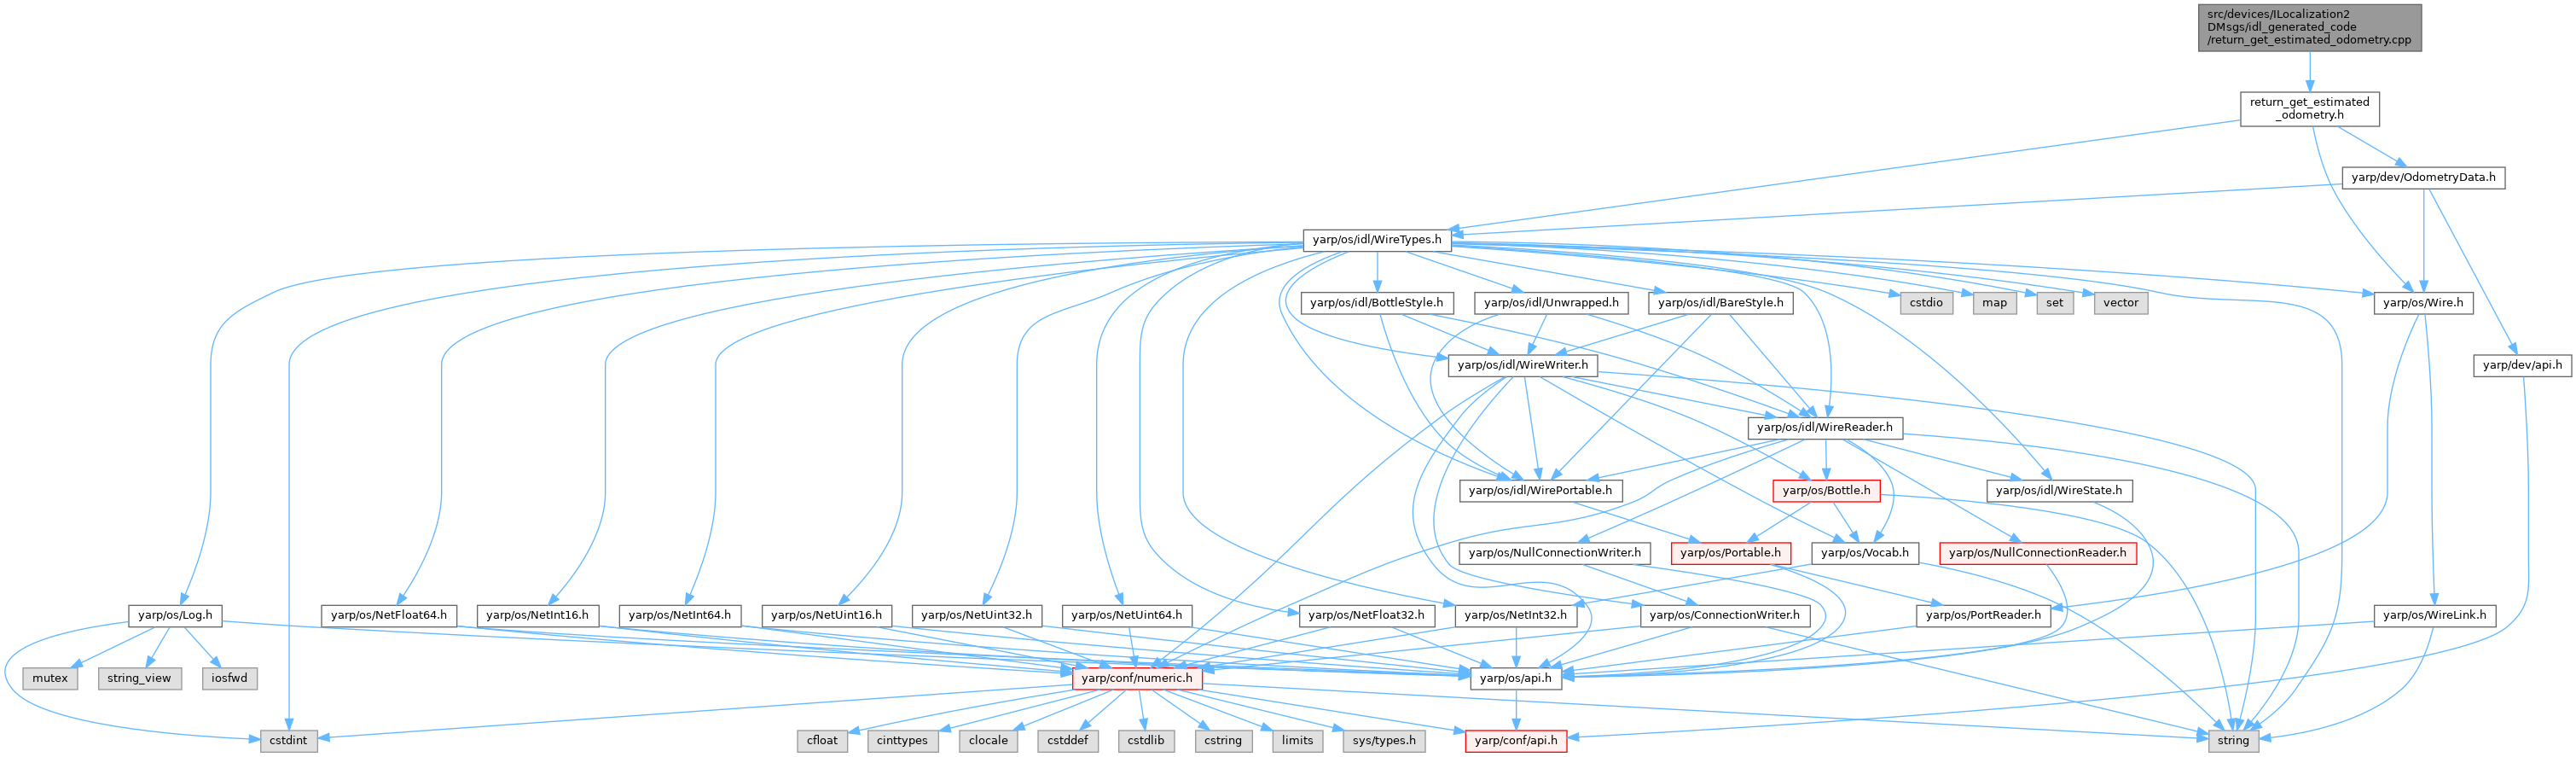 src/devices/ILocalization2
DMsgs/idl_generated_code
/return_get_estimated_odometry.cpp
return_get_estimated
_odometry.h
yarp/dev/OdometryData.h
yarp/os/idl/WireTypes.h
yarp/os/idl/BottleStyle.h
yarp/os/idl/Unwrapped.h
yarp/os/idl/BareStyle.h
cstdio
map
set
vector
yarp/os/Wire.h
yarp/os/idl/WireWriter.h
yarp/dev/api.h
yarp/os/idl/WireReader.h
yarp/os/idl/WirePortable.h
yarp/os/Bottle.h
yarp/os/idl/WireState.h
yarp/os/NullConnectionWriter.h
yarp/os/Portable.h
yarp/os/Vocab.h
yarp/os/NullConnectionReader.h
yarp/os/Log.h
yarp/os/NetFloat64.h
yarp/os/NetInt16.h
yarp/os/NetInt64.h
yarp/os/NetUint16.h
yarp/os/NetUint32.h
yarp/os/NetUint64.h
yarp/os/NetFloat32.h
yarp/os/NetInt32.h
yarp/os/ConnectionWriter.h
yarp/os/PortReader.h
yarp/os/WireLink.h
mutex
string_view
iosfwd
yarp/conf/numeric.h
yarp/os/api.h
cstdint
cfloat
cinttypes
clocale
cstddef
cstdlib
cstring
limits
sys/types.h
yarp/conf/api.h
string